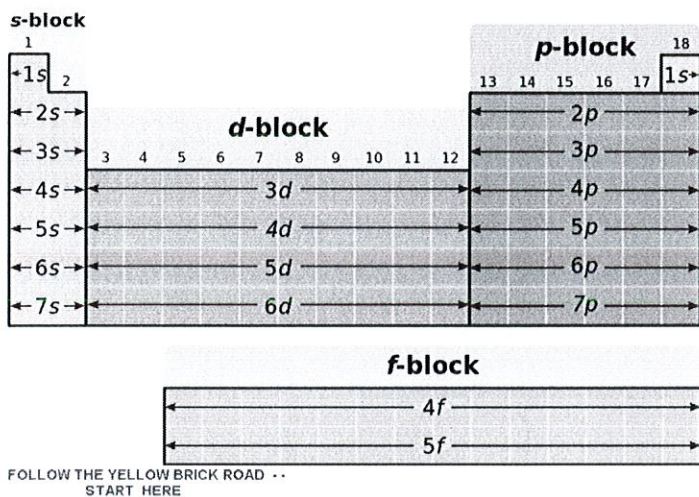 s-block
1
1s
2
2s
3s
4s
5s
6s
7s
d-block
3 4 5 6 7 8 9 10 11 12
3d
4d
5d
6d
p-block
18
13 14 15 16 17
1s
2p
3p
4p
5p
6p
7p
f-block
4f
5f
FOLLOW THE YELLOW BRICK ROAD --
START HERE